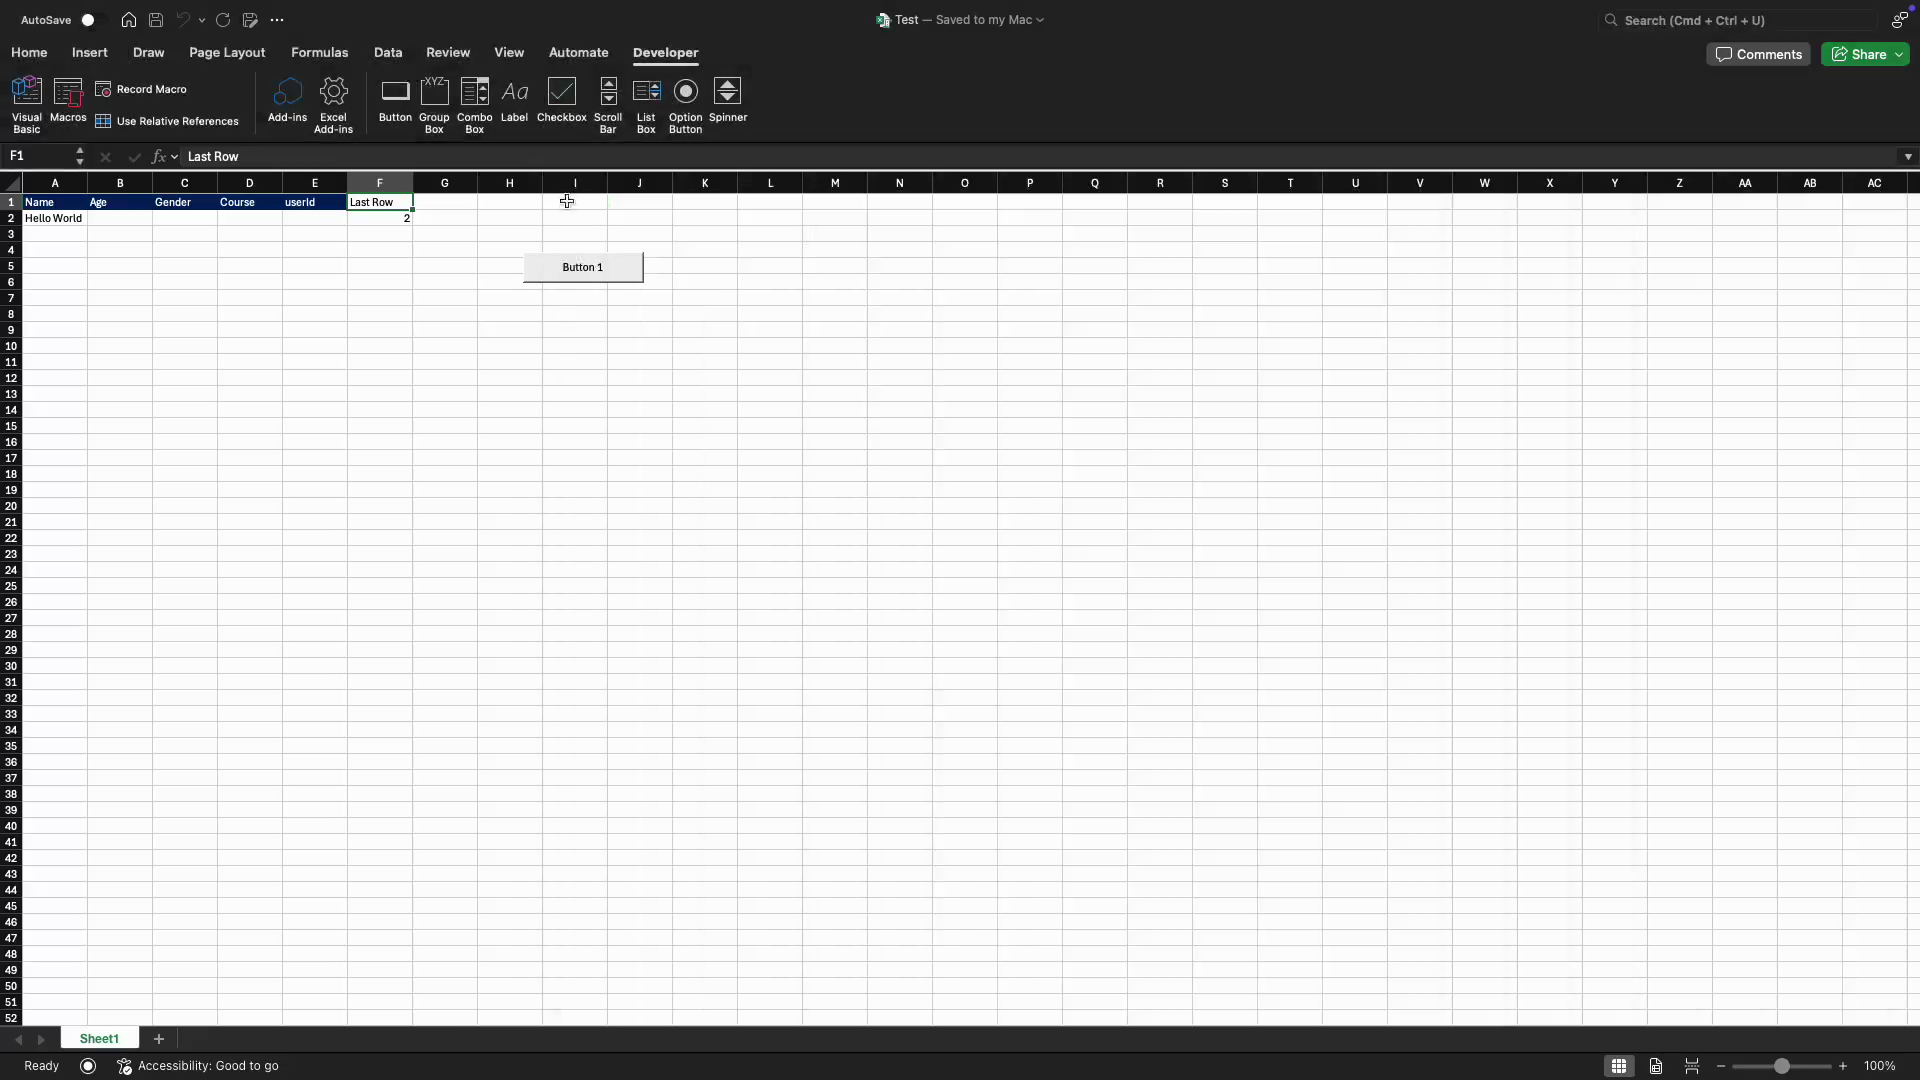 AutoSave
Test — Saved to my Mac
Search (Cmd + Ctrl + U)
Home Insert Draw Page Layout Formulas Data Review View Automate Developer
Comments Share
Visual Basic
Macros
Record Macro
Use Relative References
Add-ins
Excel Add-ins
Button
Group Box
XYZ
Combo Box
Aa
Label
Checkbox
Scroll Bar
List Box
Option Button
Spinner
F1 fx Last Row
A B C D E F G H I J K L M N O P Q R S T U V W X Y Z AA AB AC
1 Name Age Gender Course userId Last Row
2 Hello World 2
3
4
5 Button 1
6
7
8
9
10
11
12
13
14
15
16
17
18
19
20
21
22
23
24
25
26
27
28
29
30
31
32
33
34
35
36
37
38
39
40
41
42
43
44
45
46
47
48
49
50
51
52
Sheet1 +
Ready Accessibility: Good to go − + 100%